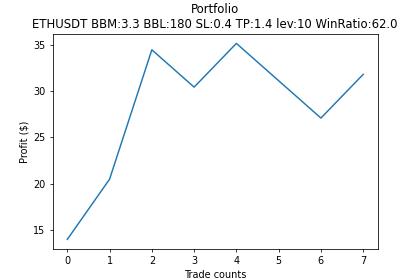 Portfolio
ETHUSDT BBM:3.3 BBL:180 SL:0.4 TP:1.4 lev:10 WinRatio:62.0
35
30
25
20
15
Profit ($)
0 1 2 3 4 5 6 7
Trade counts